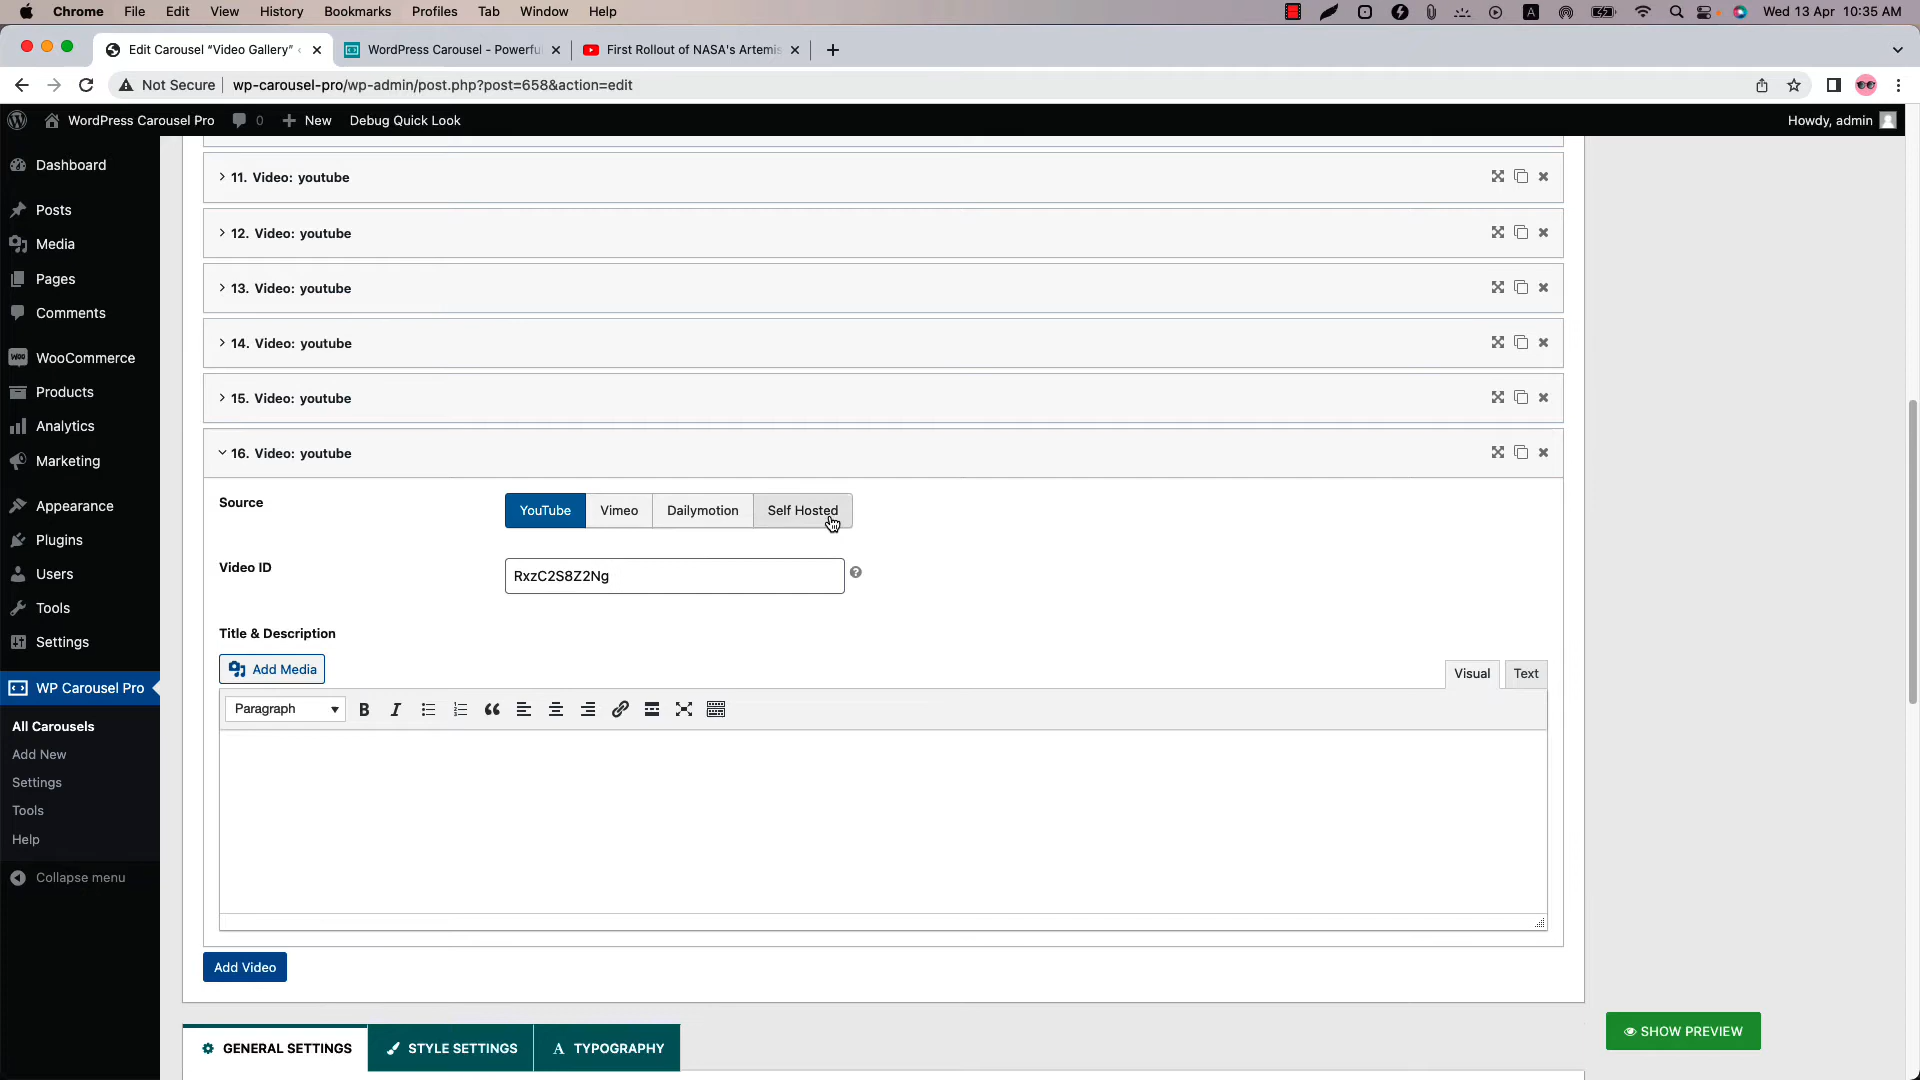 Chrome File Edit View History Bookmarks Profiles Tab Window Help A Wed 13 Apr 10:35 AM
Edit Carousel "Video Gallery" WordPress Carousel - Powerfu First Rollout of NASA's Artemis
Not Secure wp-carousel-pro/wp-admin/post.php?post=658&action=edit
WordPress Carousel Pro 0 New Debug Quick Look Howdy, admin
Dashboard
Posts
Media
Pages
Comments
WooCommerce
Products
Analytics
Marketing
Appearance
Plugins
Users
Tools
Settings
WP Carousel Pro
All Carousels
Add New
Settings
Tools
Help
Collapse menu
11. Video: youtube
12. Video: youtube
13. Video: youtube
14. Video: youtube
15. Video: youtube
16. Video: youtube
Source YouTube Vimeo Dailymotion Self Hosted
Video ID RxzC2S8Z2Ng
Title & Description
Add Media Visual Text
Paragraph B I
Add Video
GENERAL SETTINGS STYLE SETTINGS A TYPOGRAPHY
SHOW PREVIEW